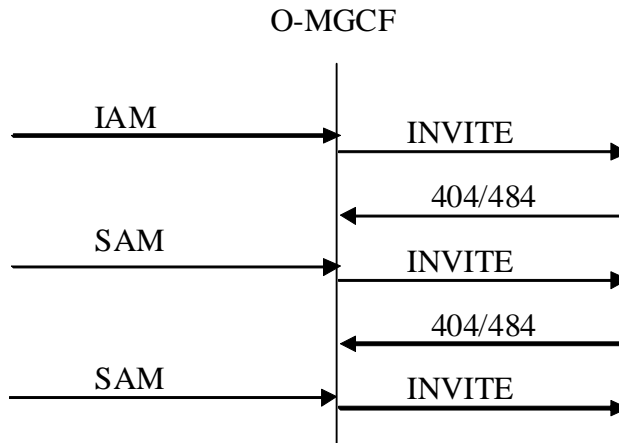 O-MGCF
IAM
INVITE
404/484
SAM
INVITE
404/484
SAM
INVITE